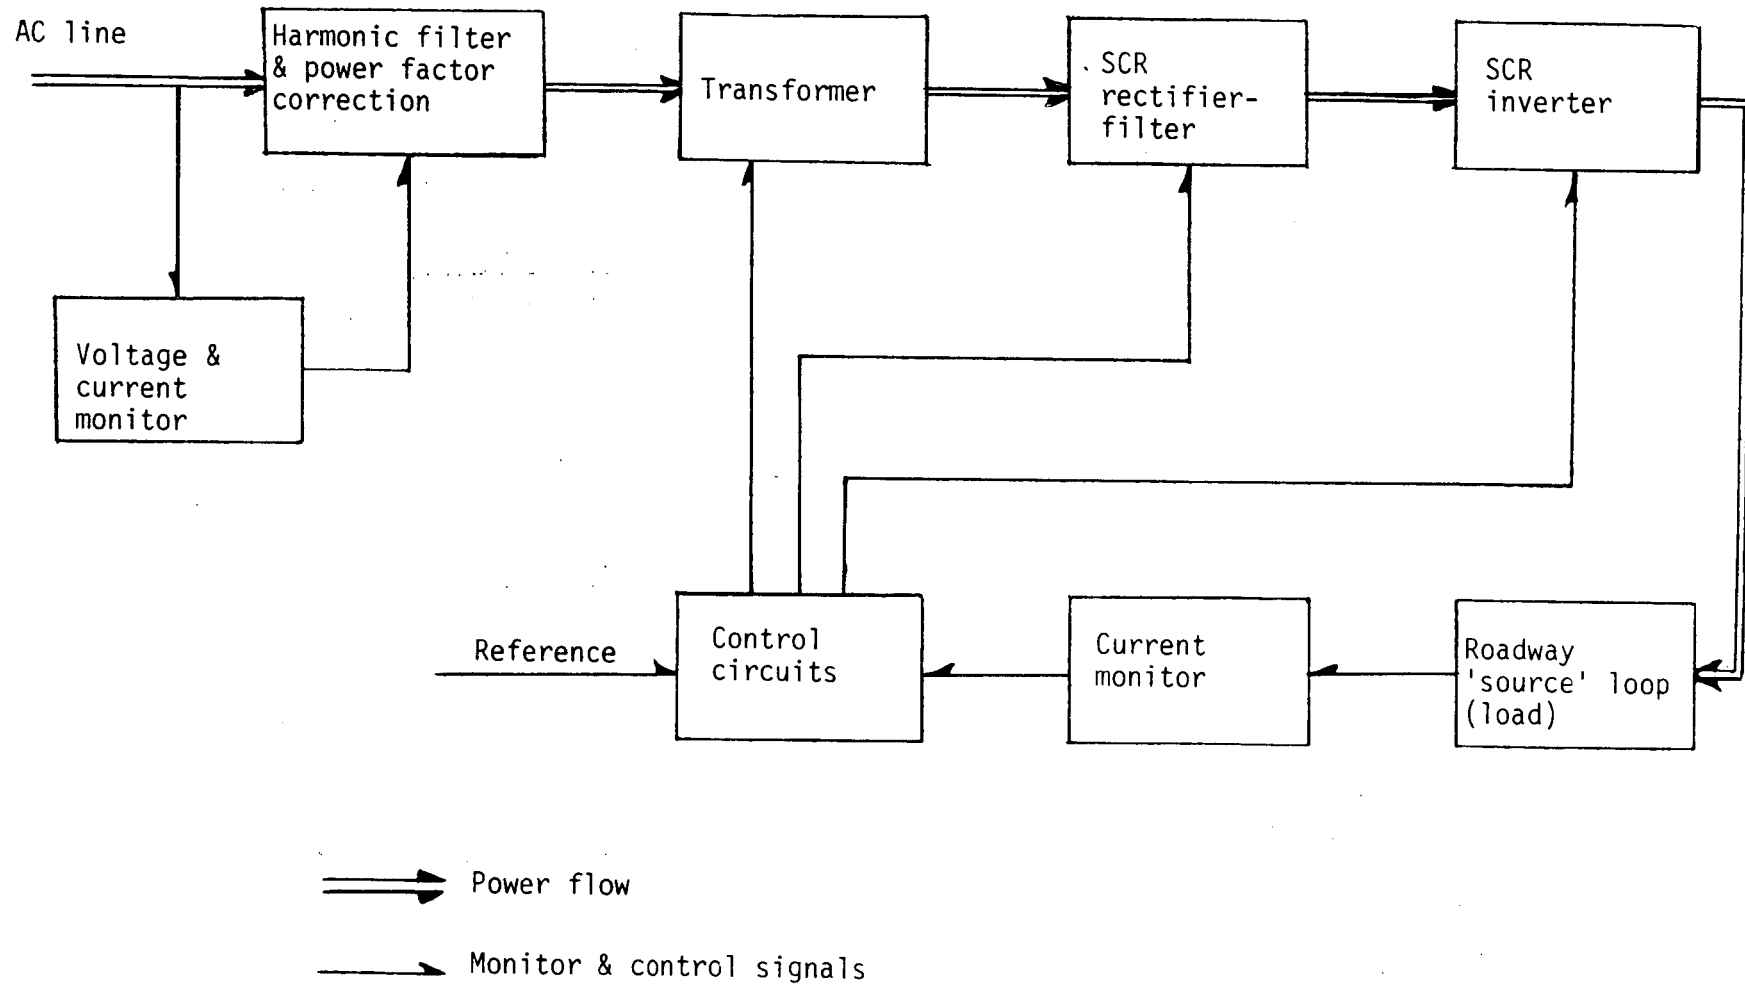 AC line
Harmonic filter
& power factor
correction
Transformer
SCR
rectifier-
filter
SCR
inverter
Voltage &
current
monitor
Reference
Control
circuits
Current
monitor
Roadway
'source' loop
(load)
Power flow
Monitor & control signals